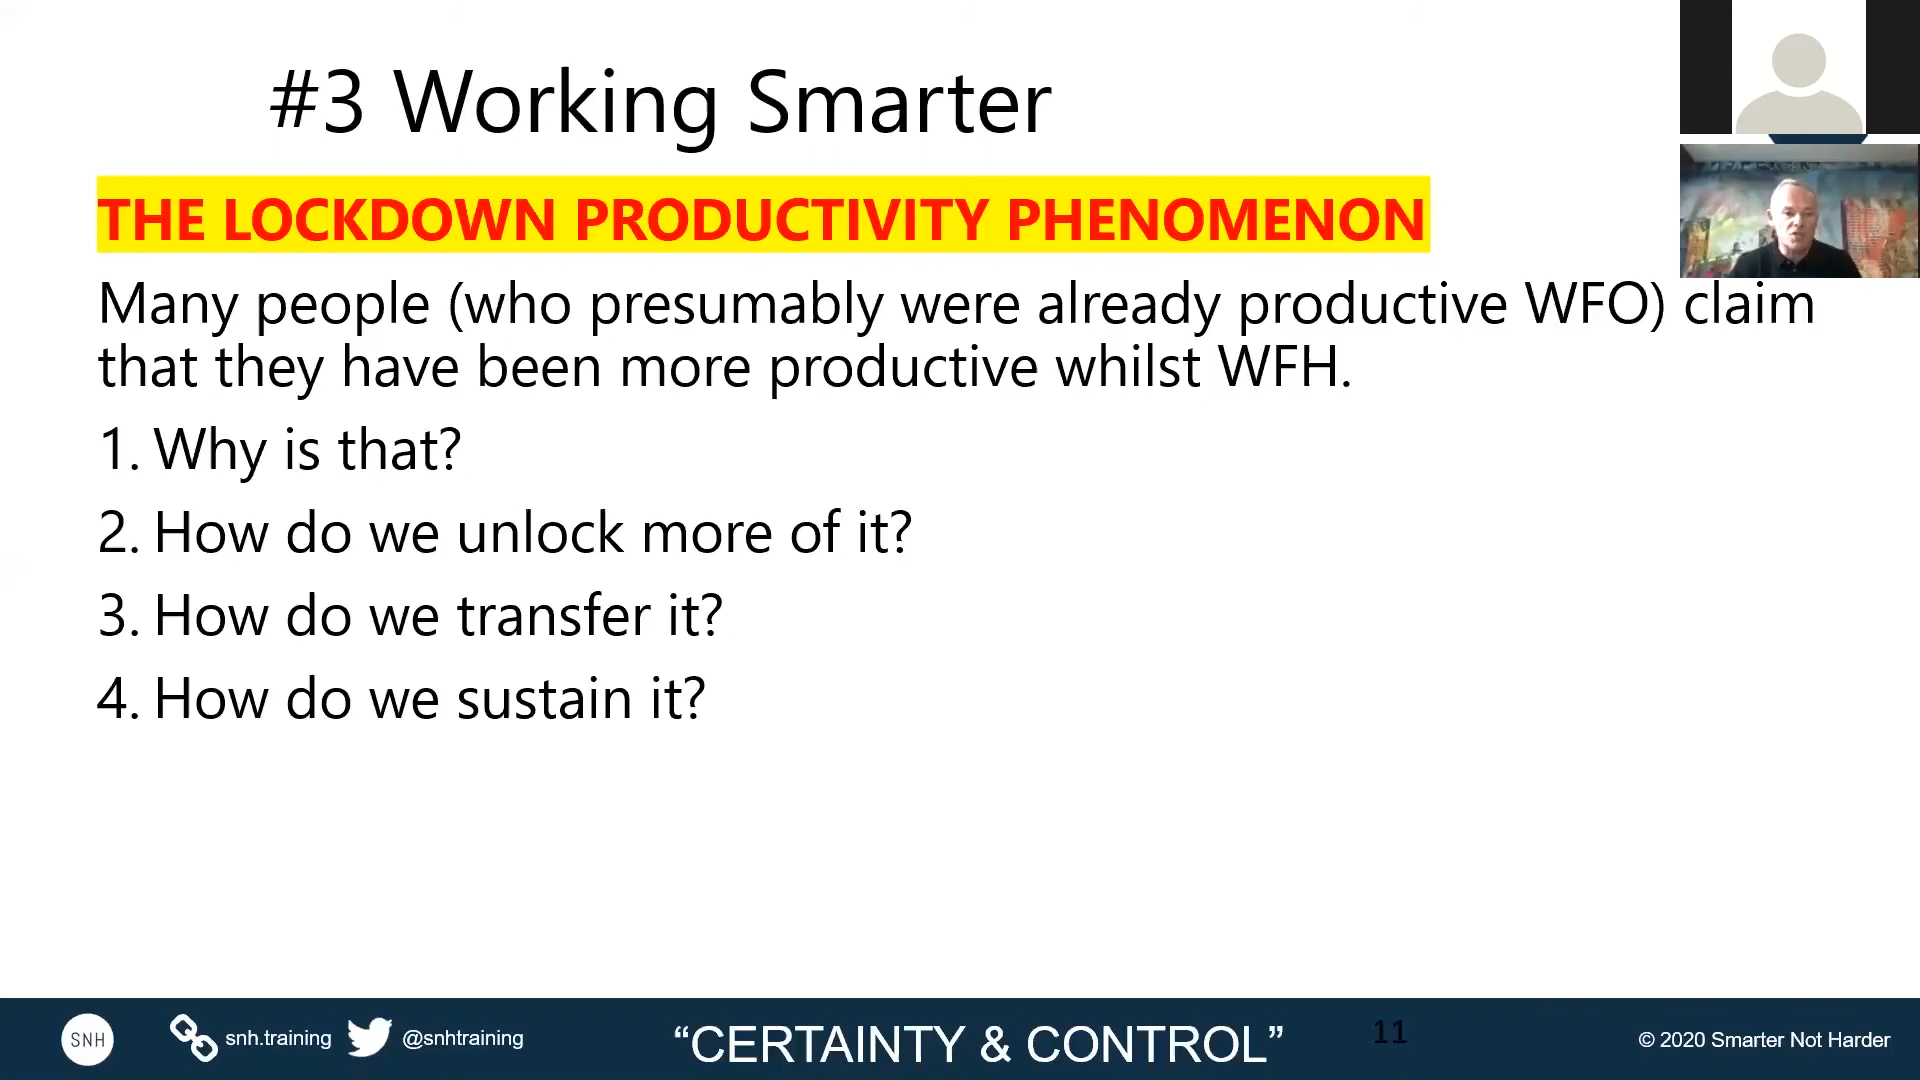 #3 Working Smarter
THE LOCKDOWN PRODUCTIVITY PHENOMENON
Many people (who presumably were already productive WFO) claim
that they have been more productive whilst WFH.
1. Why is that?
2. How do we unlock more of it?
3. How do we transfer it?
4. How do we sustain it?
SNH snh.training @snhtraining “CERTAINTY & CONTROL” 11 © 2020 Smarter Not Harder